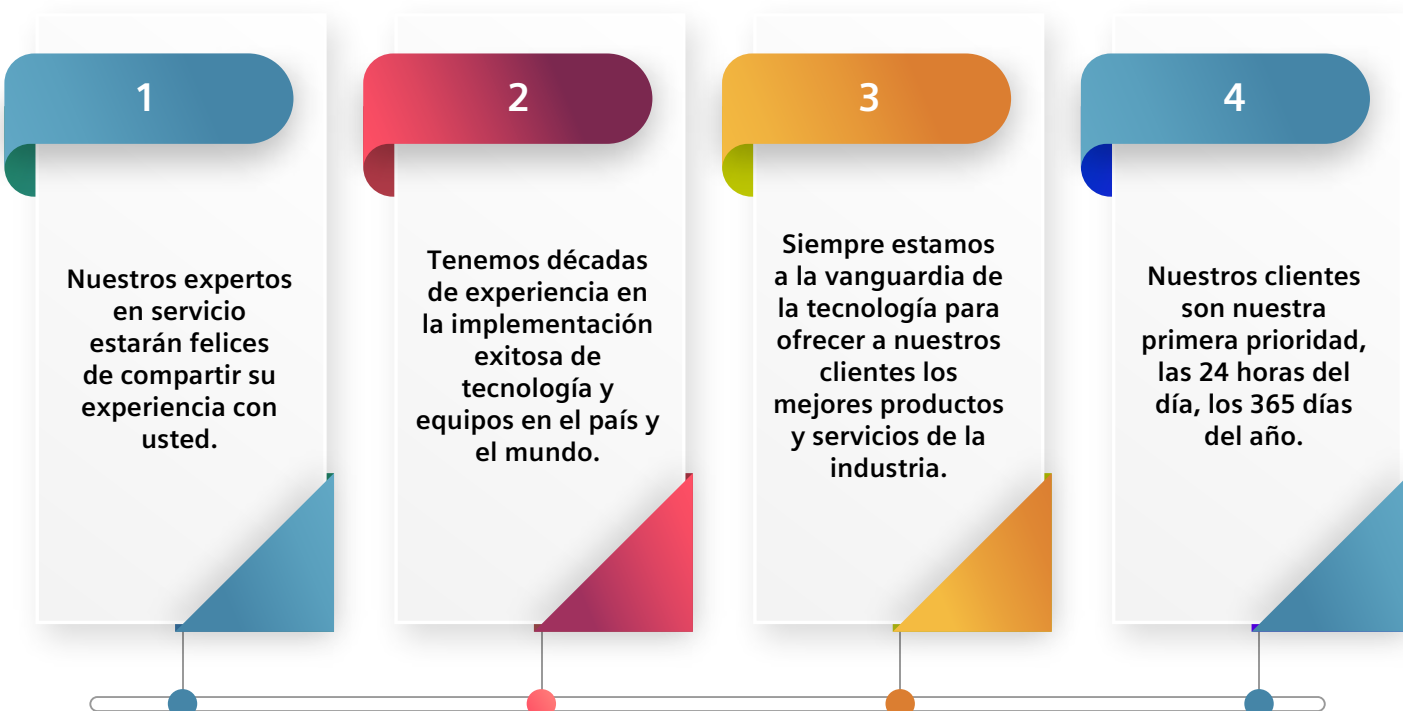 1
Nuestros expertos
en servicio
estarán felices
de compartir su
experiencia con
usted.
2
Tenemos décadas
de experiencia en
la implementación
exitosa de
tecnología y
equipos en el país y
el mundo.
3
Siempre estamos
a la vanguardia de
la tecnología para
ofrecer a nuestros
clientes los
mejores productos
y servicios de la
industria.
4
Nuestros clientes
son nuestra
primera prioridad,
las 24 horas del
día, los 365 días
del año.